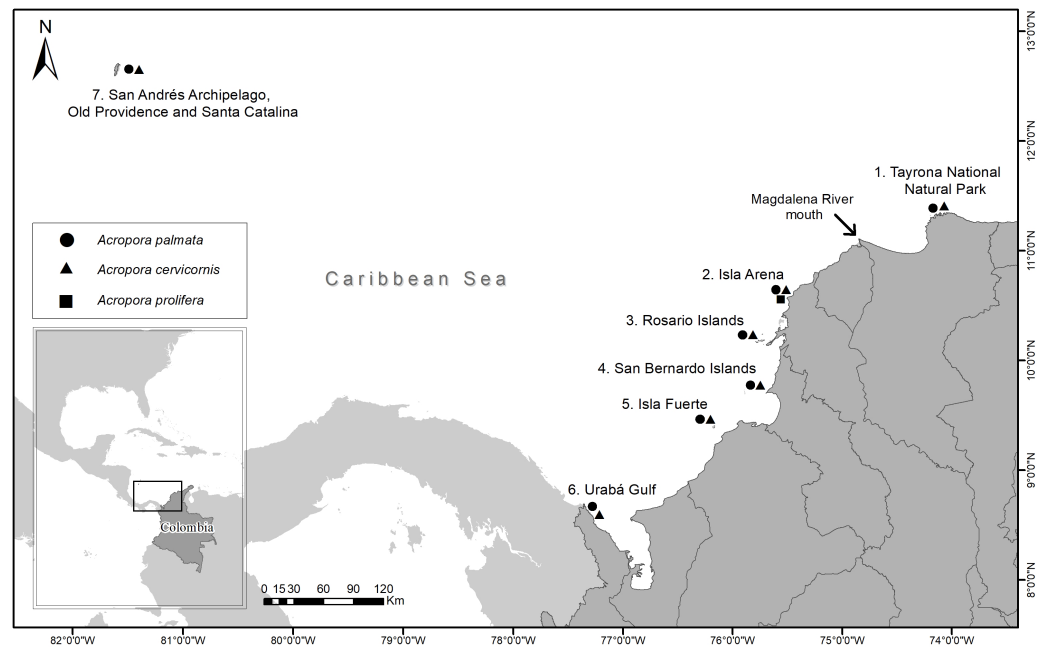 N
7. San Andrés Archipelago,
Old Providence and Santa Catalina
1. Tayrona National
Natural Park
Magdalena River
mouth
Caribbean Sea
2. Isla Arena
3. Rosario Islands
4. San Bernardo Islands
5. Isla Fuerte
6. Urabá Gulf
Acropora palmata
Acropora cervicornis
Acropora prolifera
Colombia
0 15 30 60 90 120
Km
13°0'0"N
12°0'0"N
11°0'0"N
10°0'0"N
9°0'0"N
8°0'0"N
82°0'0"W 81°0'0"W 80°0'0"W 79°0'0"W 78°0'0"W 77°0'0"W 76°0'0"W 75°0'0"W 74°0'0"W